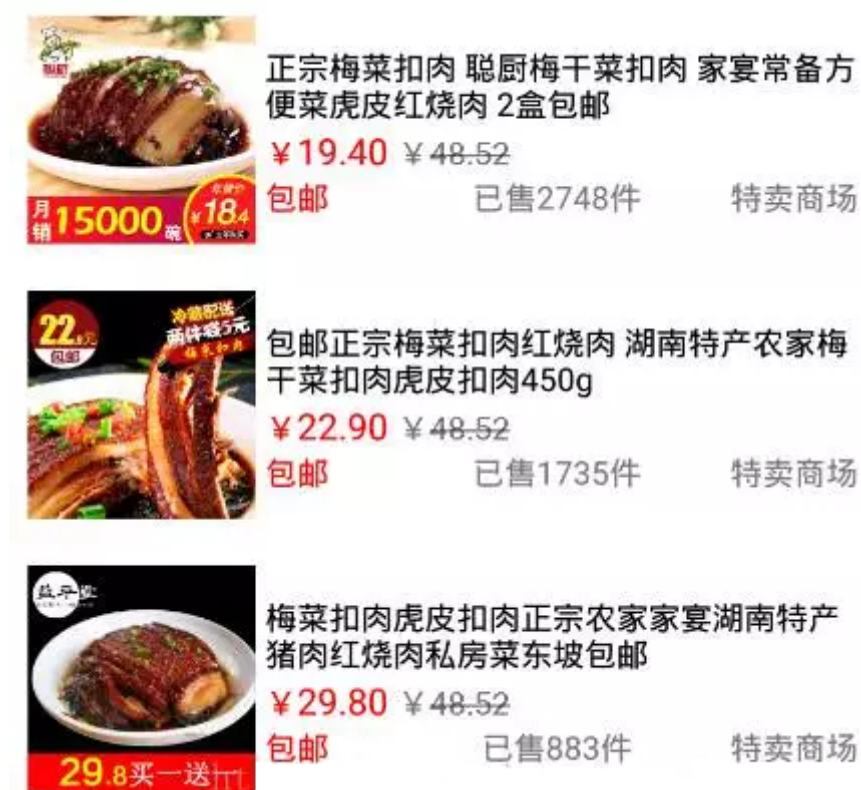 正宗梅菜扣肉 聪厨梅干菜扣肉 家宴常备方
便菜虎皮红烧肉 2盒包邮
￥19.40 ￥48.52
包邮 已售2748件 特卖商场
月销15000碗
￥18.4
22.9元
包邮
冷链配送
两件减5元
梅菜扣肉
包邮正宗梅菜扣肉红烧肉 湖南特产农家梅
干菜扣肉虎皮扣肉450g
￥22.90 ￥48.52
包邮 已售1735件 特卖商场
梅菜扣肉虎皮扣肉正宗农家家宴湖南特产
猪肉红烧肉私房菜东坡包邮
￥29.80 ￥48.52
包邮 已售883件 特卖商场
29.8买一送